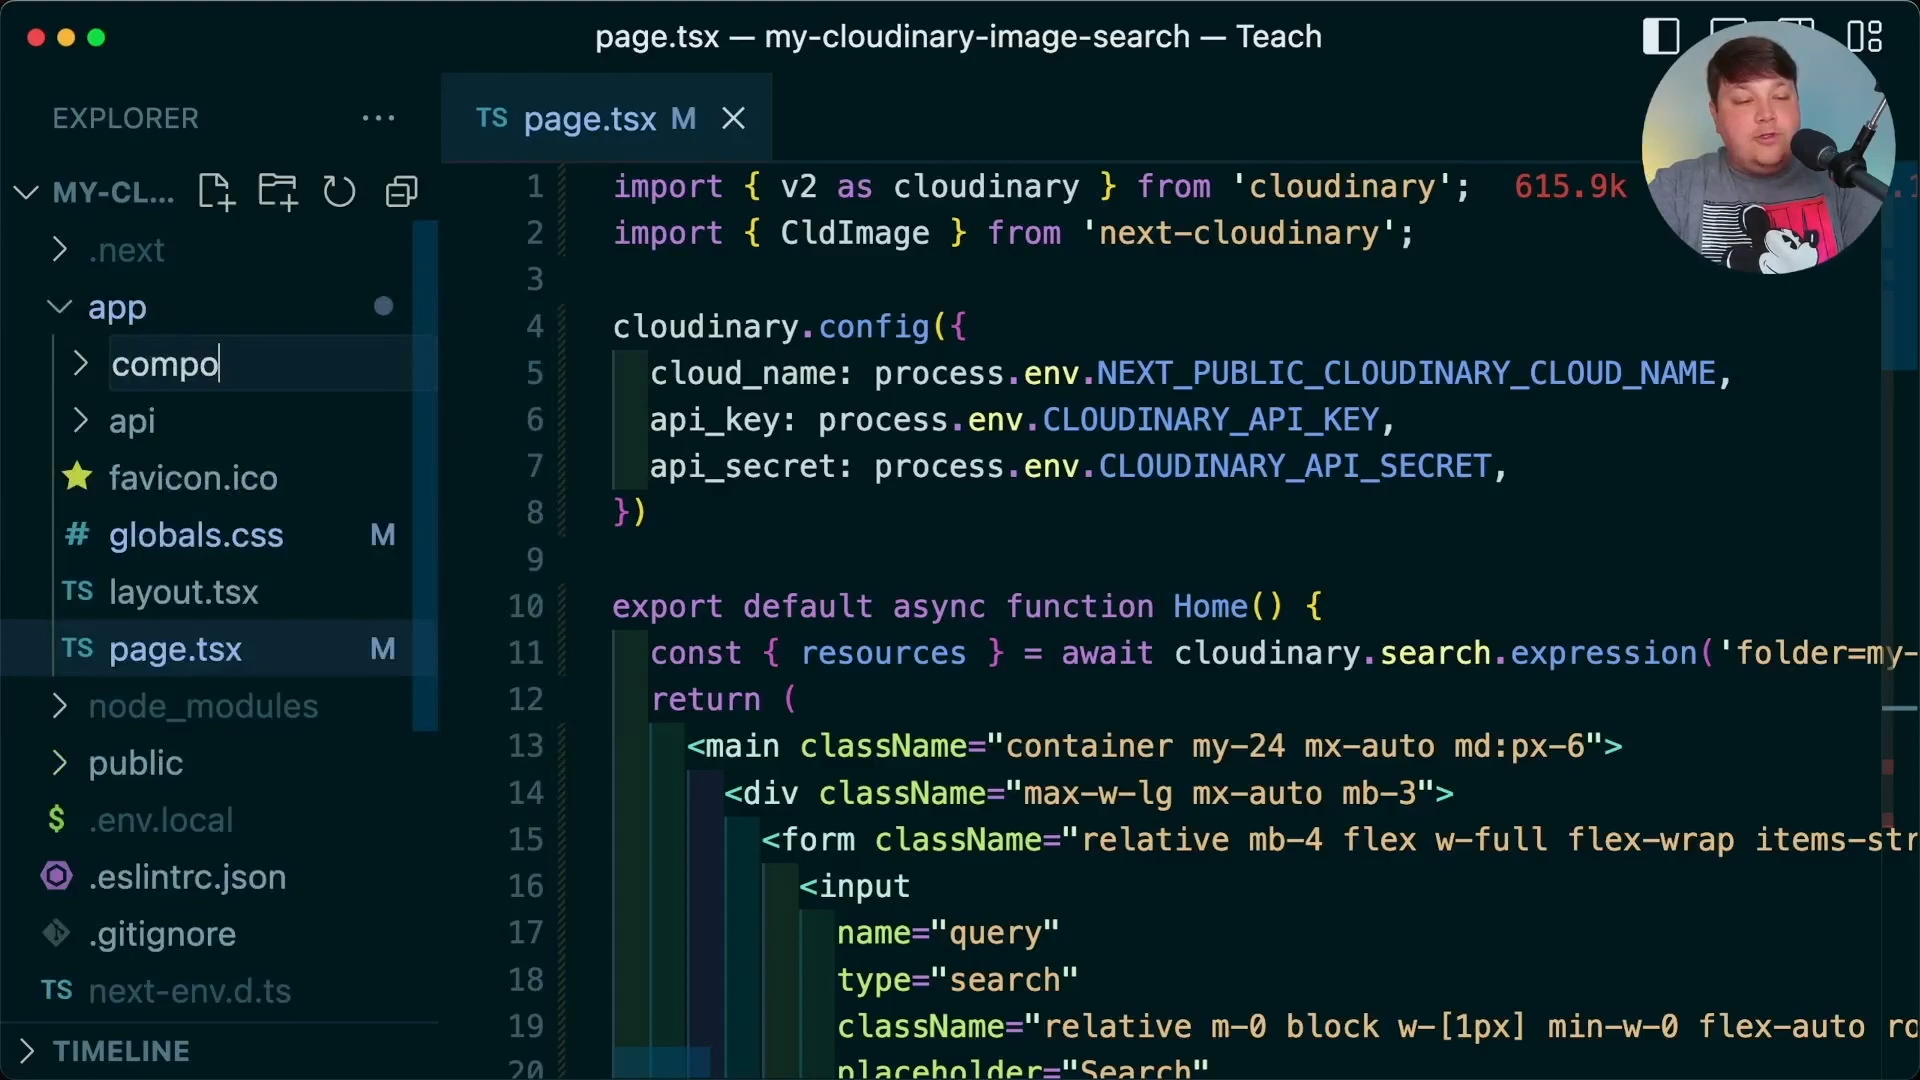 page.tsx — my-cloudinary-image-search — Teach
EXPLORER
TS page.tsx M
MY-CL...
.next
app
compo
api
favicon.ico
# globals.css M
TS layout.tsx
TS page.tsx M
node_modules
public
$ .env.local
.eslintrc.json
.gitignore
TS next-env.d.ts
TIMELINE
1 import { v2 as cloudinary } from 'cloudinary'; 615.9k
2 import { CldImage } from 'next-cloudinary';
3
4 cloudinary.config({
5 cloud_name: process.env.NEXT_PUBLIC_CLOUDINARY_CLOUD_NAME,
6 api_key: process.env.CLOUDINARY_API_KEY,
7 api_secret: process.env.CLOUDINARY_API_SECRET,
8 })
9
10 export default async function Home() {
11 const { resources } = await cloudinary.search.expression('folder=my-
12 return (
13 <main className="container my-24 mx-auto md:px-6">
14 <div className="max-w-lg mx-auto mb-3">
15 <form className="relative mb-4 flex w-full flex-wrap items-str
16 <input
17 name="query"
18 type="search"
19 className="relative m-0 block w-[1px] min-w-0 flex-auto ro
20 placeholder="Search"